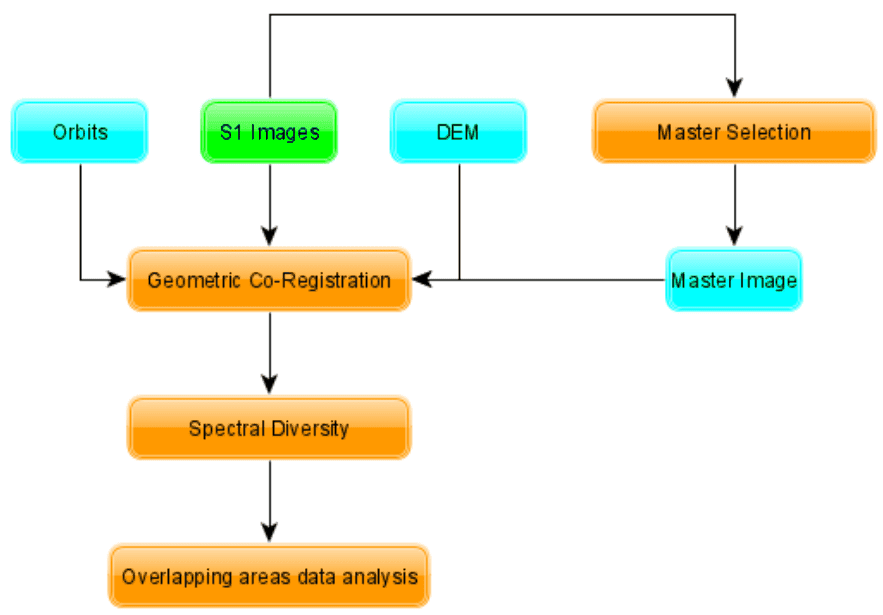 Orbits
S1 Images
DEM
Master Selection
Geometric Co-Registration
Master Image
Spectral Diversity
Overlapping areas data analysis